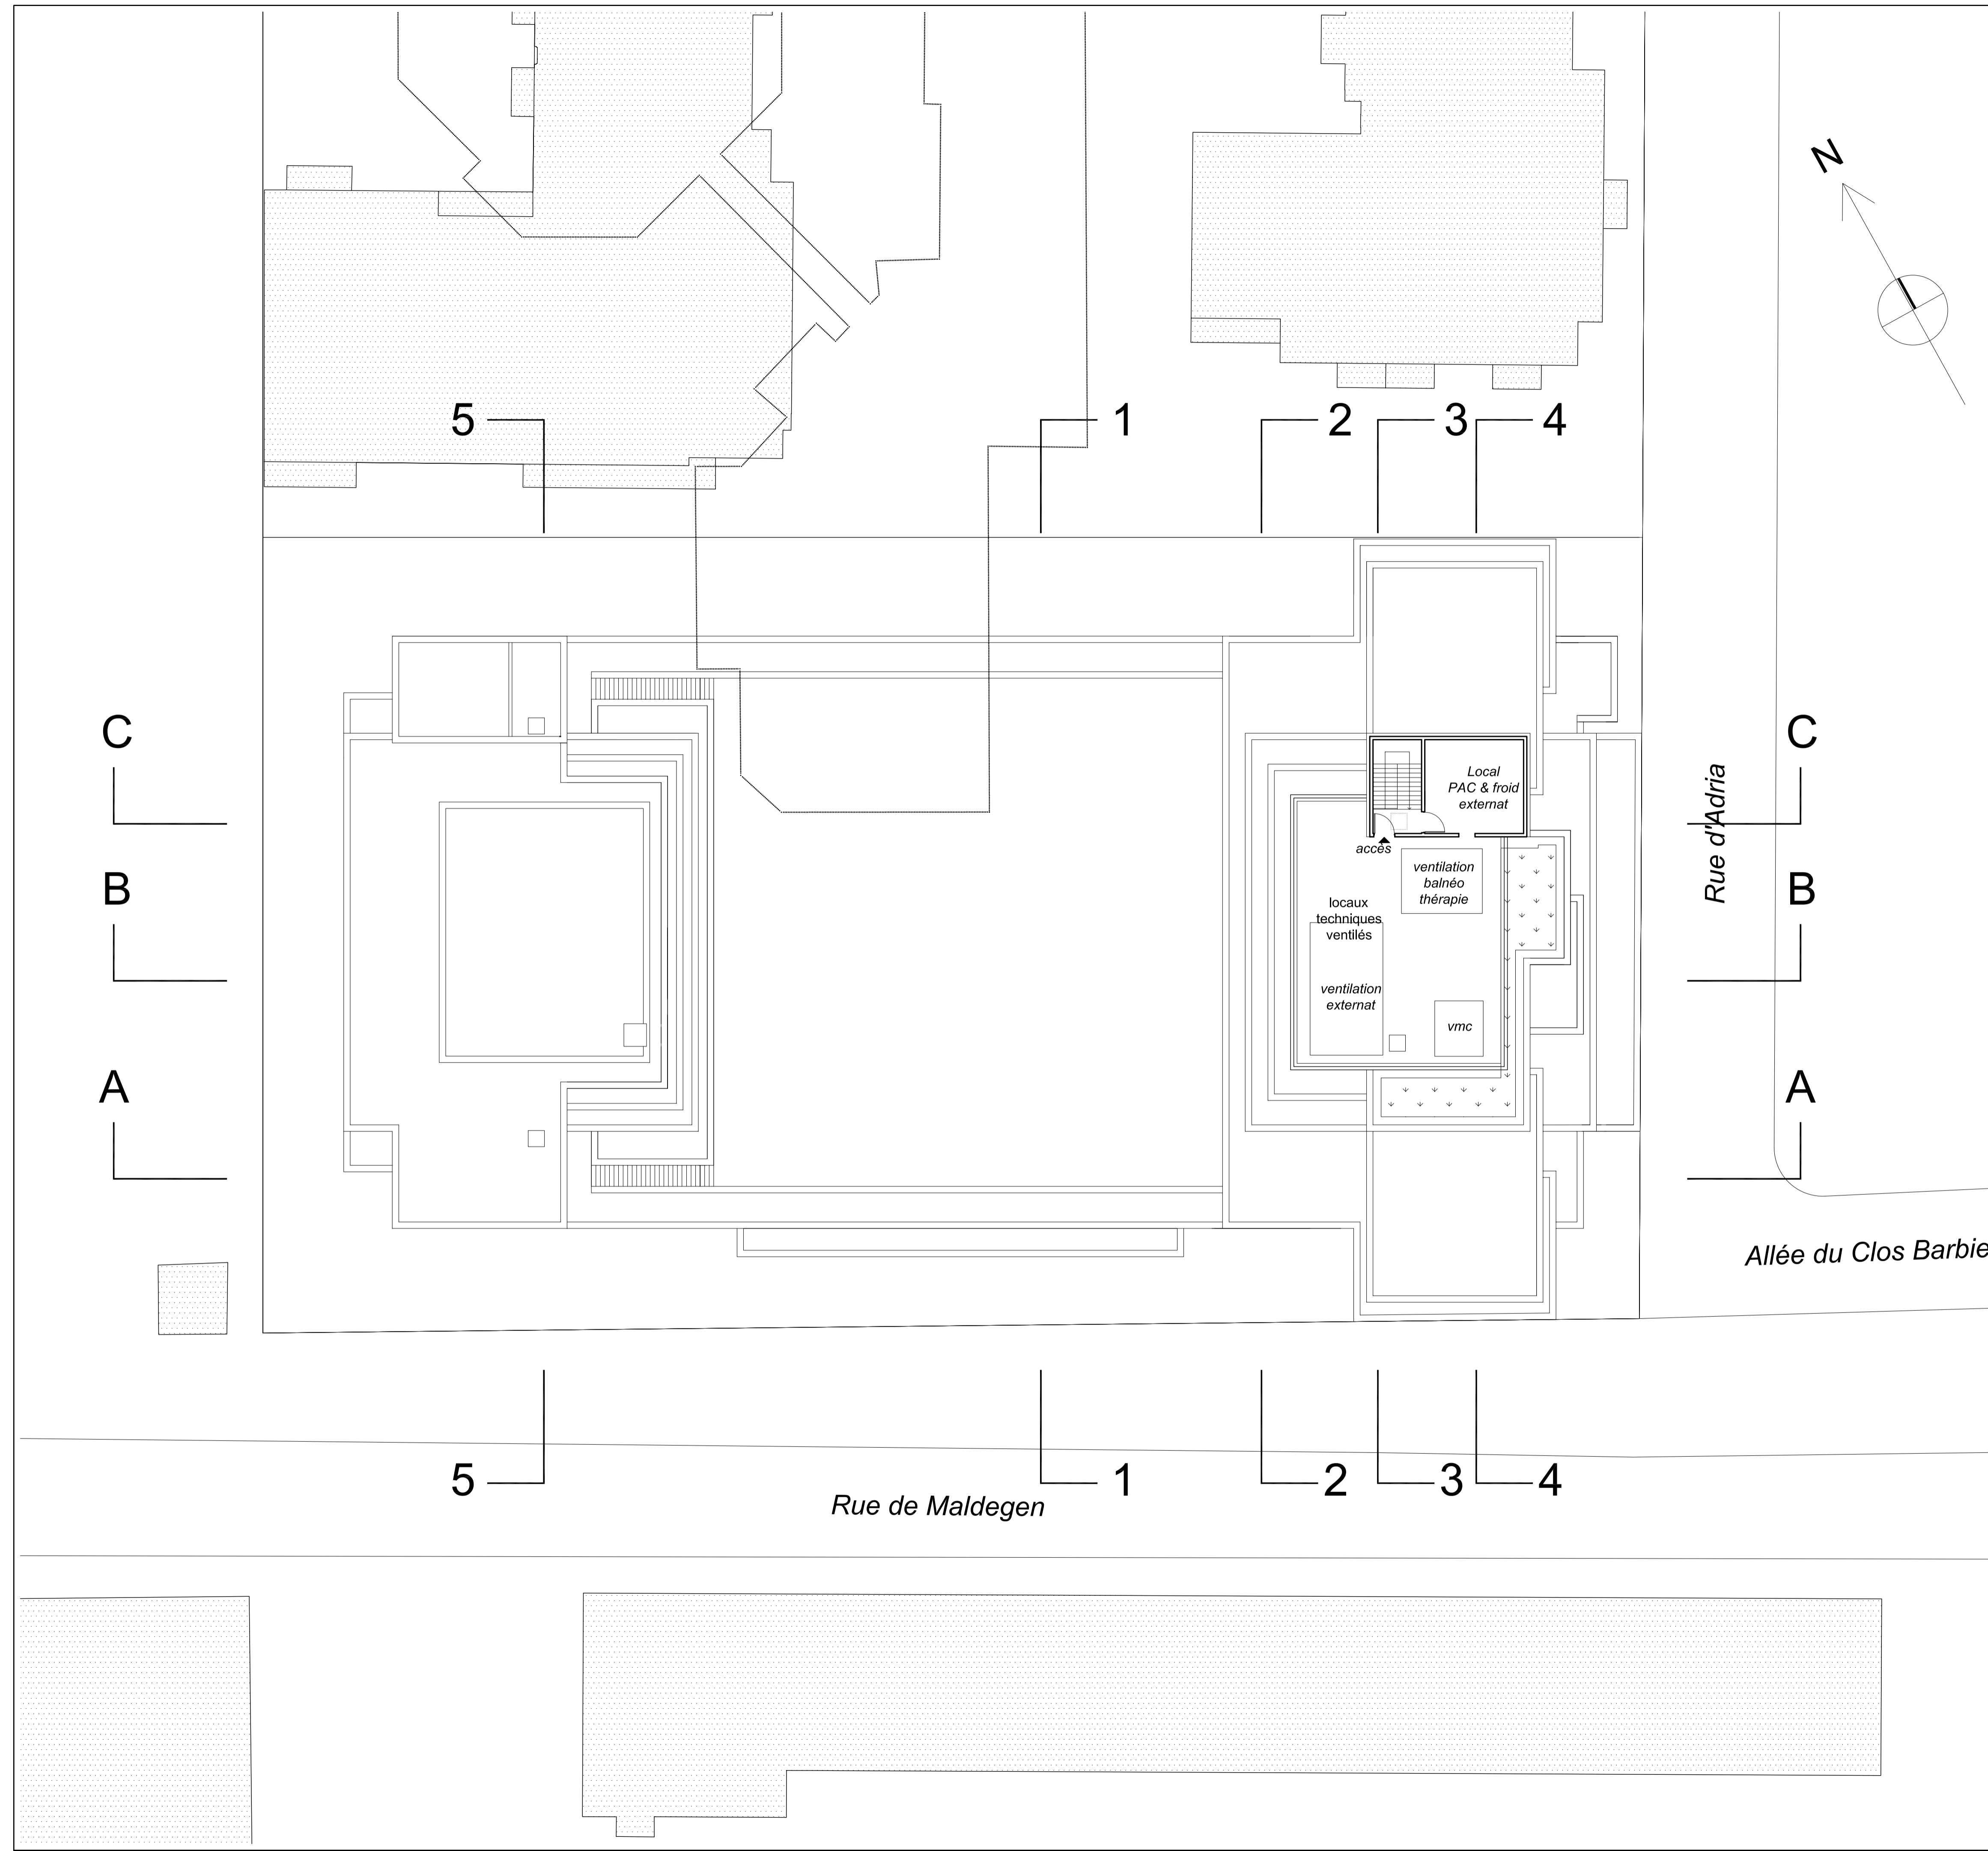 N
5
1
2
3
4
C
C
Local
PAC & froid
externat
Rue d'Adria
accès
B
ventilation
balnéo
thérapie
B
locaux
techniques
ventilés
ventilation
externat
vmc
A
A
Allée du Clos Barbie
5
1
2
3
4
Rue de Maldegen